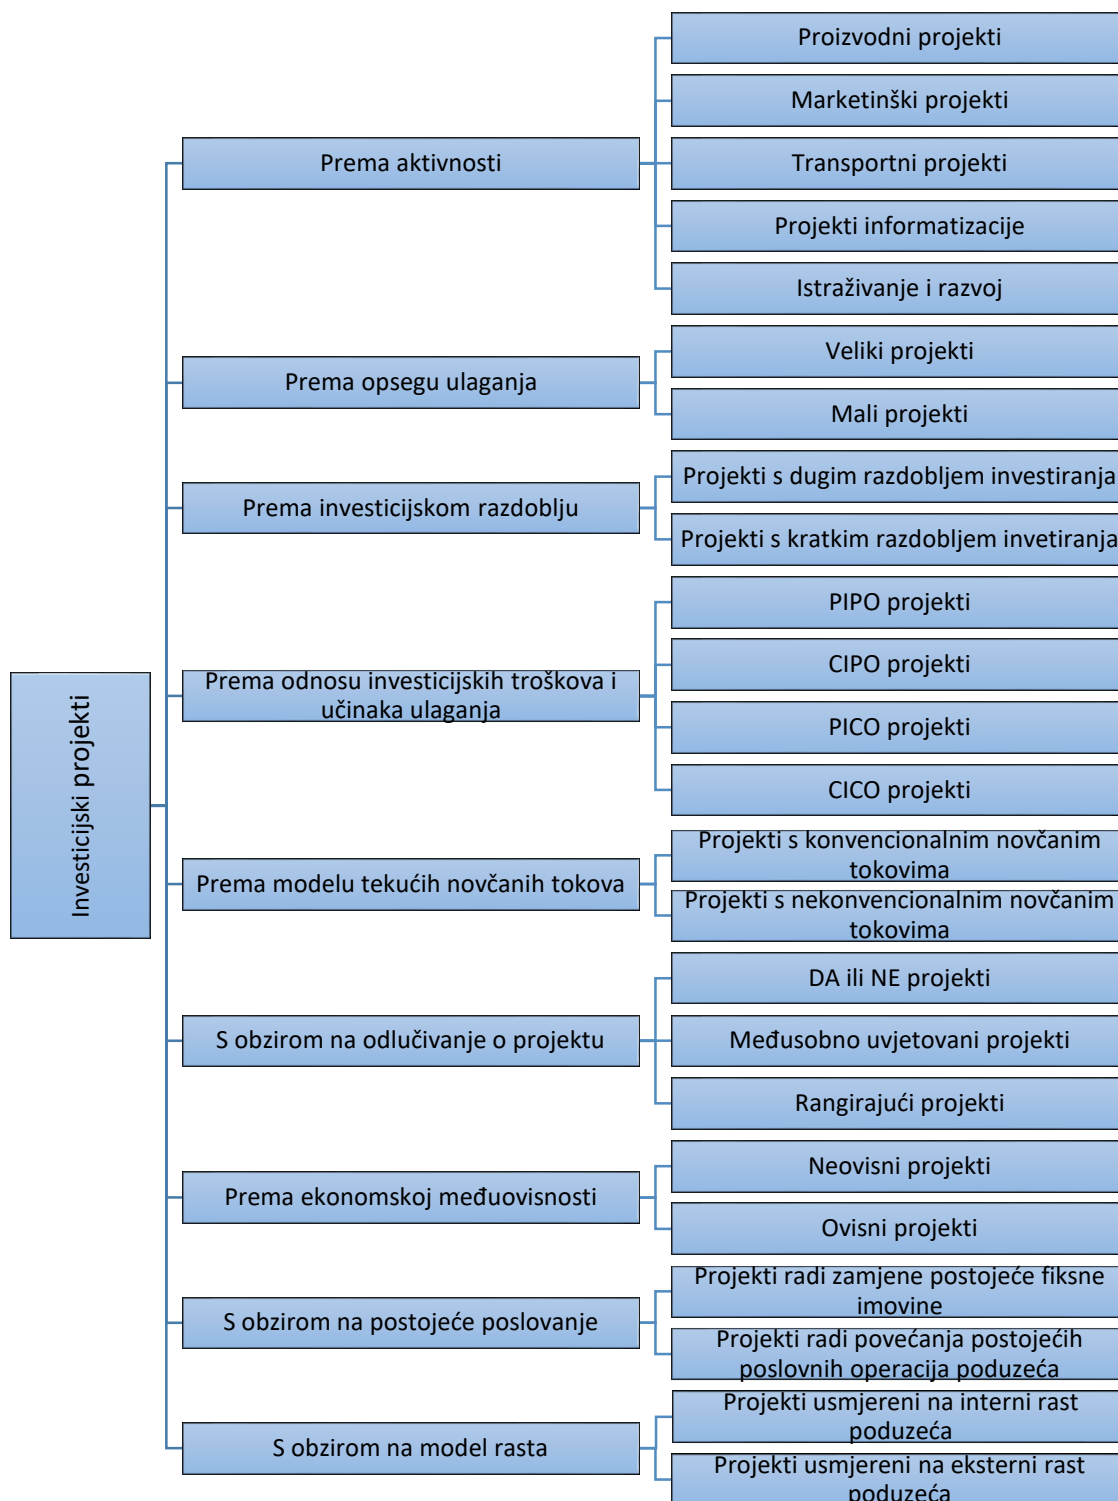 Investicijski projekti
Prema aktivnosti
Proizvodni projekti
Marketinški projekti
Transportni projekti
Projekti informatizacije
Istraživanje i razvoj
Prema opsegu ulaganja
Veliki projekti
Mali projekti
Prema investicijskom razdoblju
Projekti s dugim razdobljem investiranja
Projekti s kratkim razdobljem invetiranja
Prema odnosu investicijskih troškova i
učinaka ulaganja
PIPO projekti
CIPO projekti
PICO projekti
CICO projekti
Prema modelu tekućih novčanih tokova
Projekti s konvencionalnim novčanim
tokovima
Projekti s nekonvencionalnim novčanim
tokovima
S obzirom na odlučivanje o projektu
DA ili NE projekti
Međusobno uvjetovani projekti
Rangirajući projekti
Prema ekonomskoj međuovisnosti
Neovisni projekti
Ovisni projekti
S obzirom na postojeće poslovanje
Projekti radi zamjene postojeće fiksne
imovine
Projekti radi povećanja postojećih
poslovnih operacija poduzeća
S obzirom na model rasta
Projekti usmjereni na interni rast
poduzeća
Projekti usmjereni na eksterni rast
poduzeća